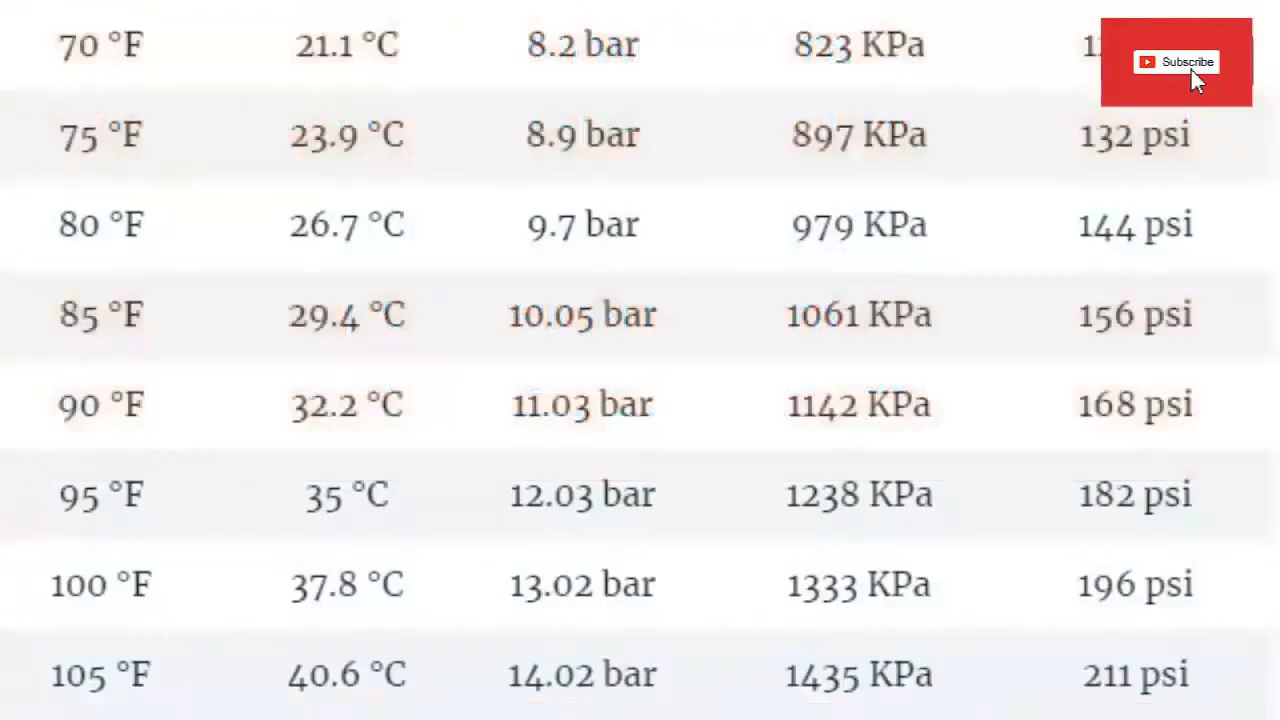 70 °F 21.1 °C 8.2 bar 823 KPa
Subscribe
75 °F 23.9 °C 8.9 bar 897 KPa 132 psi
80 °F 26.7 °C 9.7 bar 979 KPa 144 psi
85 °F 29.4 °C 10.05 bar 1061 KPa 156 psi
90 °F 32.2 °C 11.03 bar 1142 KPa 168 psi
95 °F 35 °C 12.03 bar 1238 KPa 182 psi
100 °F 37.8 °C 13.02 bar 1333 KPa 196 psi
105 °F 40.6 °C 14.02 bar 1435 KPa 211 psi